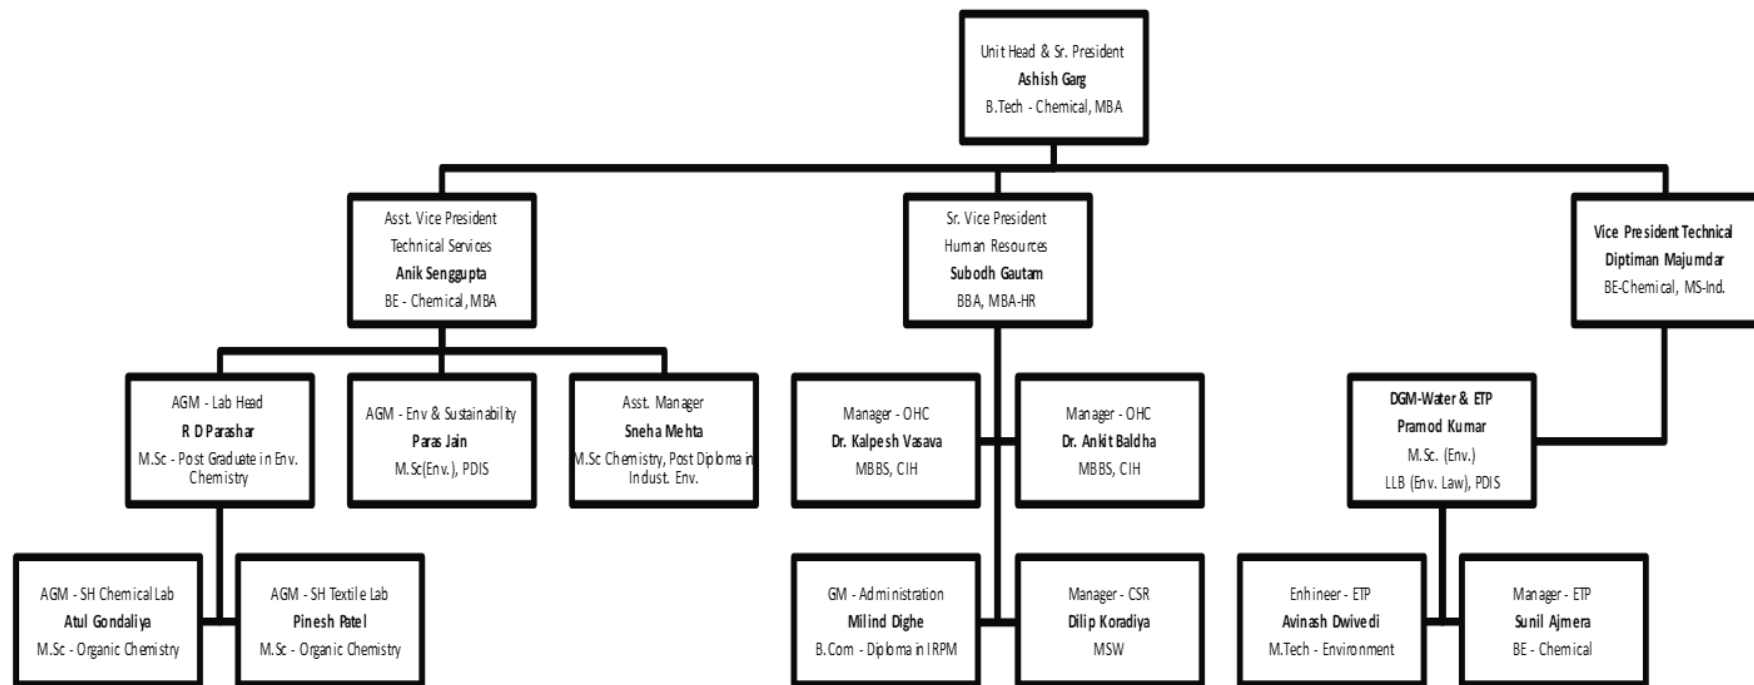 Unit Head & Sr. President
Ashish Garg
B.Tech - Chemical, MBA
Asst. Vice President
Technical Services
Anik Senggupta
BE - Chemical, MBA
Sr. Vice President
Human Resources
Subodh Gautam
BBA, MBA-HR
Vice President Technical
Diptiman Majumdar
BE-Chemical, MS-Ind.
AGM - Lab Head
R D Parashar
M.Sc - Post Graduate in Env.
Chemistry
AGM - Env & Sustainability
Paras Jain
M.Sc(Env.), PDIS
Asst. Manager
Sneha Mehta
M.Sc Chemistry, Post Diploma in
Indust. Env.
Manager - OHC
Dr. Kalpesh Vasava
MBBS, CIH
Manager - OHC
Dr. Ankit Baldha
MBBS, CIH
DGM-Water & ETP
Pramod Kumar
M.Sc. (Env.)
LLB (Env. Law), PDIS
AGM - SH Chemical Lab
Atul Gondaliya
M.Sc - Organic Chemistry
AGM - SH Textile Lab
Pinesh Patel
M.Sc - Organic Chemistry
GM - Administration
Milind Dighe
B.Com - Diploma in IRPM
Manager - CSR
Dilip Koradiya
MSW
Enhineer - ETP
Avinash Dwivedi
M.Tech - Environment
Manager - ETP
Sunil Ajmera
BE - Chemical